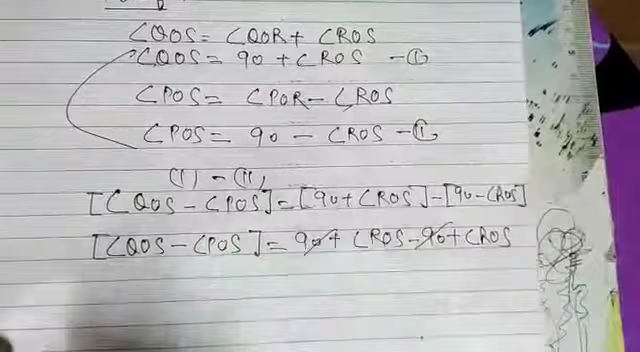 ∠QOS = ∠QOR + ∠ROS
∠QOS = 90 + ∠ROS - (I)
∠POS = ∠POR - ∠ROS
∠POS = 90 - ∠ROS - (II)
(I) - (II),
[∠QOS - ∠POS] = [90 + ∠ROS] - [90 - ∠ROS]
[∠QOS - ∠POS] = 90 + ∠ROS - 90 + ∠ROS